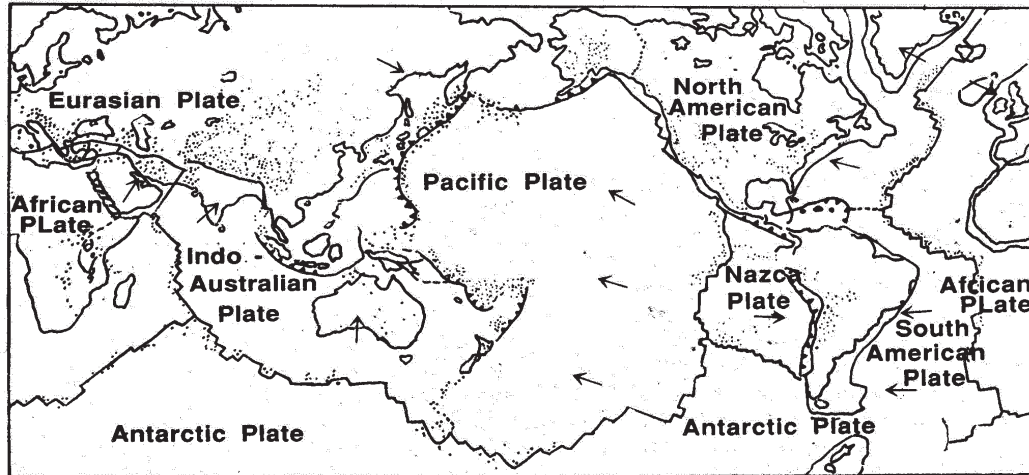 Eurasian Plate
North
American
Plate
Pacific Plate
African
PLate
Indo -
Australian
Plate
Nazca
Plate
African
PLate
South
American
Plate
Antarctic Plate
Antarctic Plate